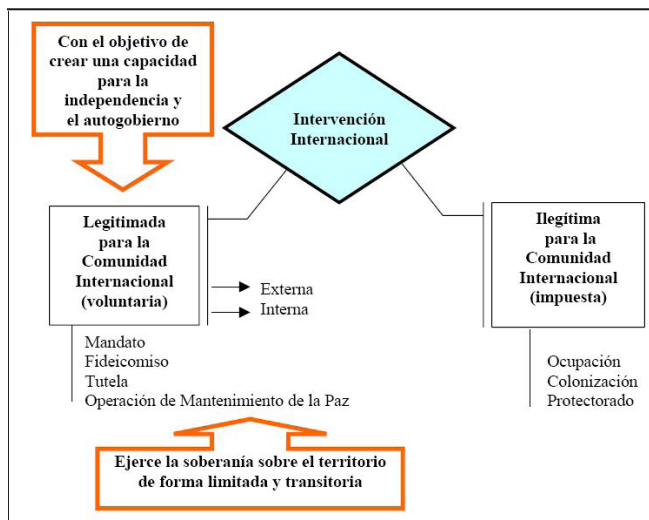 Con el objetivo de
crear una capacidad
para la
independencia y
el autogobierno
Intervención
Internacional
Legitimada
para la
Comunidad
Internacional
(voluntaria)
Externa
Interna
Ilegítima
para la
Comunidad
Internacional
(impuesta)
Mandato
Fideicomiso
Tutela
Operación de Mantenimiento de la Paz
Ocupación
Colonización
Protectorado
Ejerce la soberanía sobre el territorio
de forma limitada y transitoria